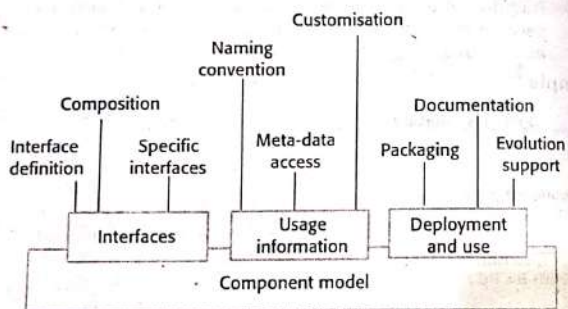 Customisation
Naming
convention
Composition
Documentation
Interface
definition
Specific
interfaces
Meta-data
access
Packaging
Evolution
support
Interfaces
Usage
information
Deployment
and use
Component model